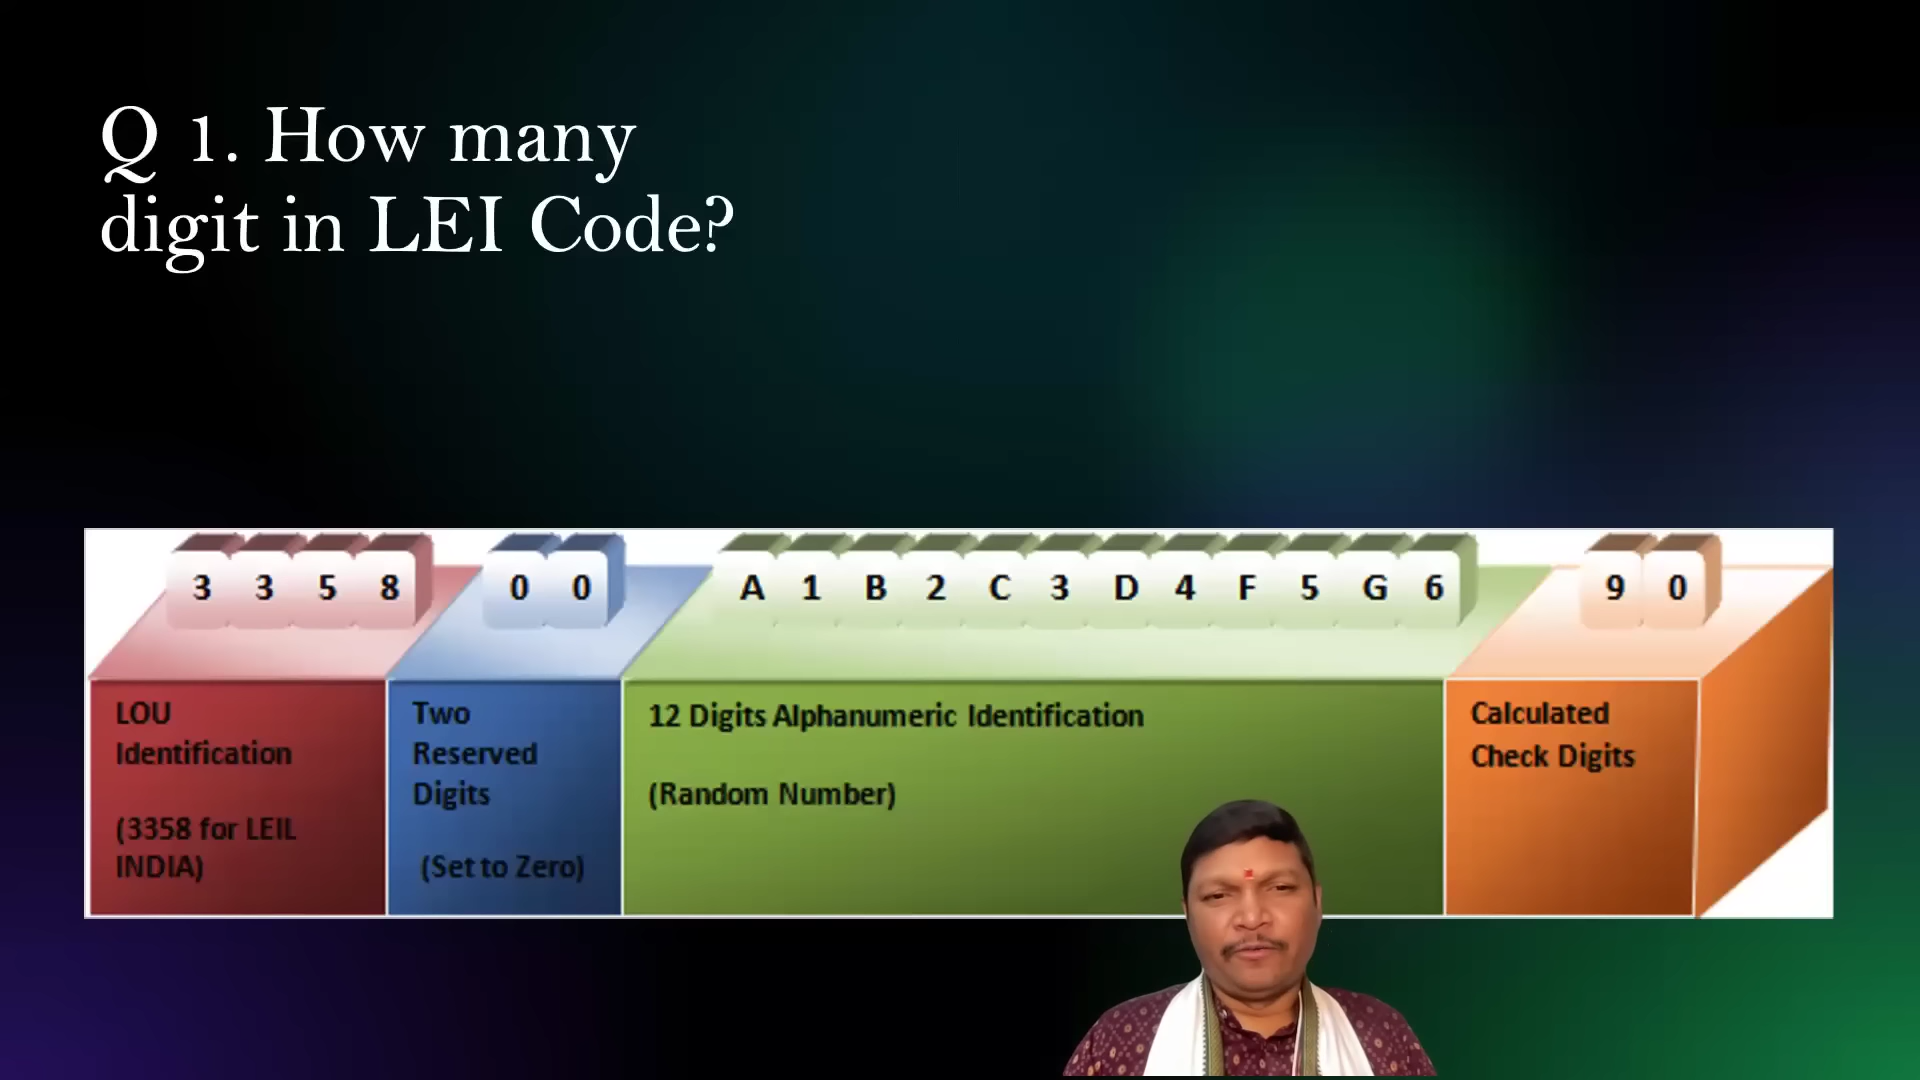 Q 1. How many
digit in LEI Code?
3 3 5 8 0 0 A 1 B 2 C 3 D 4 F 5 G 6 9 0
LOU
Identification
(3358 for LEIL
INDIA)
Two
Reserved
Digits
(Set to Zero)
12 Digits Alphanumeric Identification
(Random Number)
Calculated
Check Digits